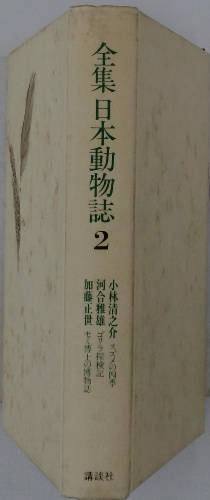 全集日本動物誌2
小林清之介 スズメの四季
河合雅雄 ゴリラ探検記
加藤正世 セミ博士の博物誌
講談社